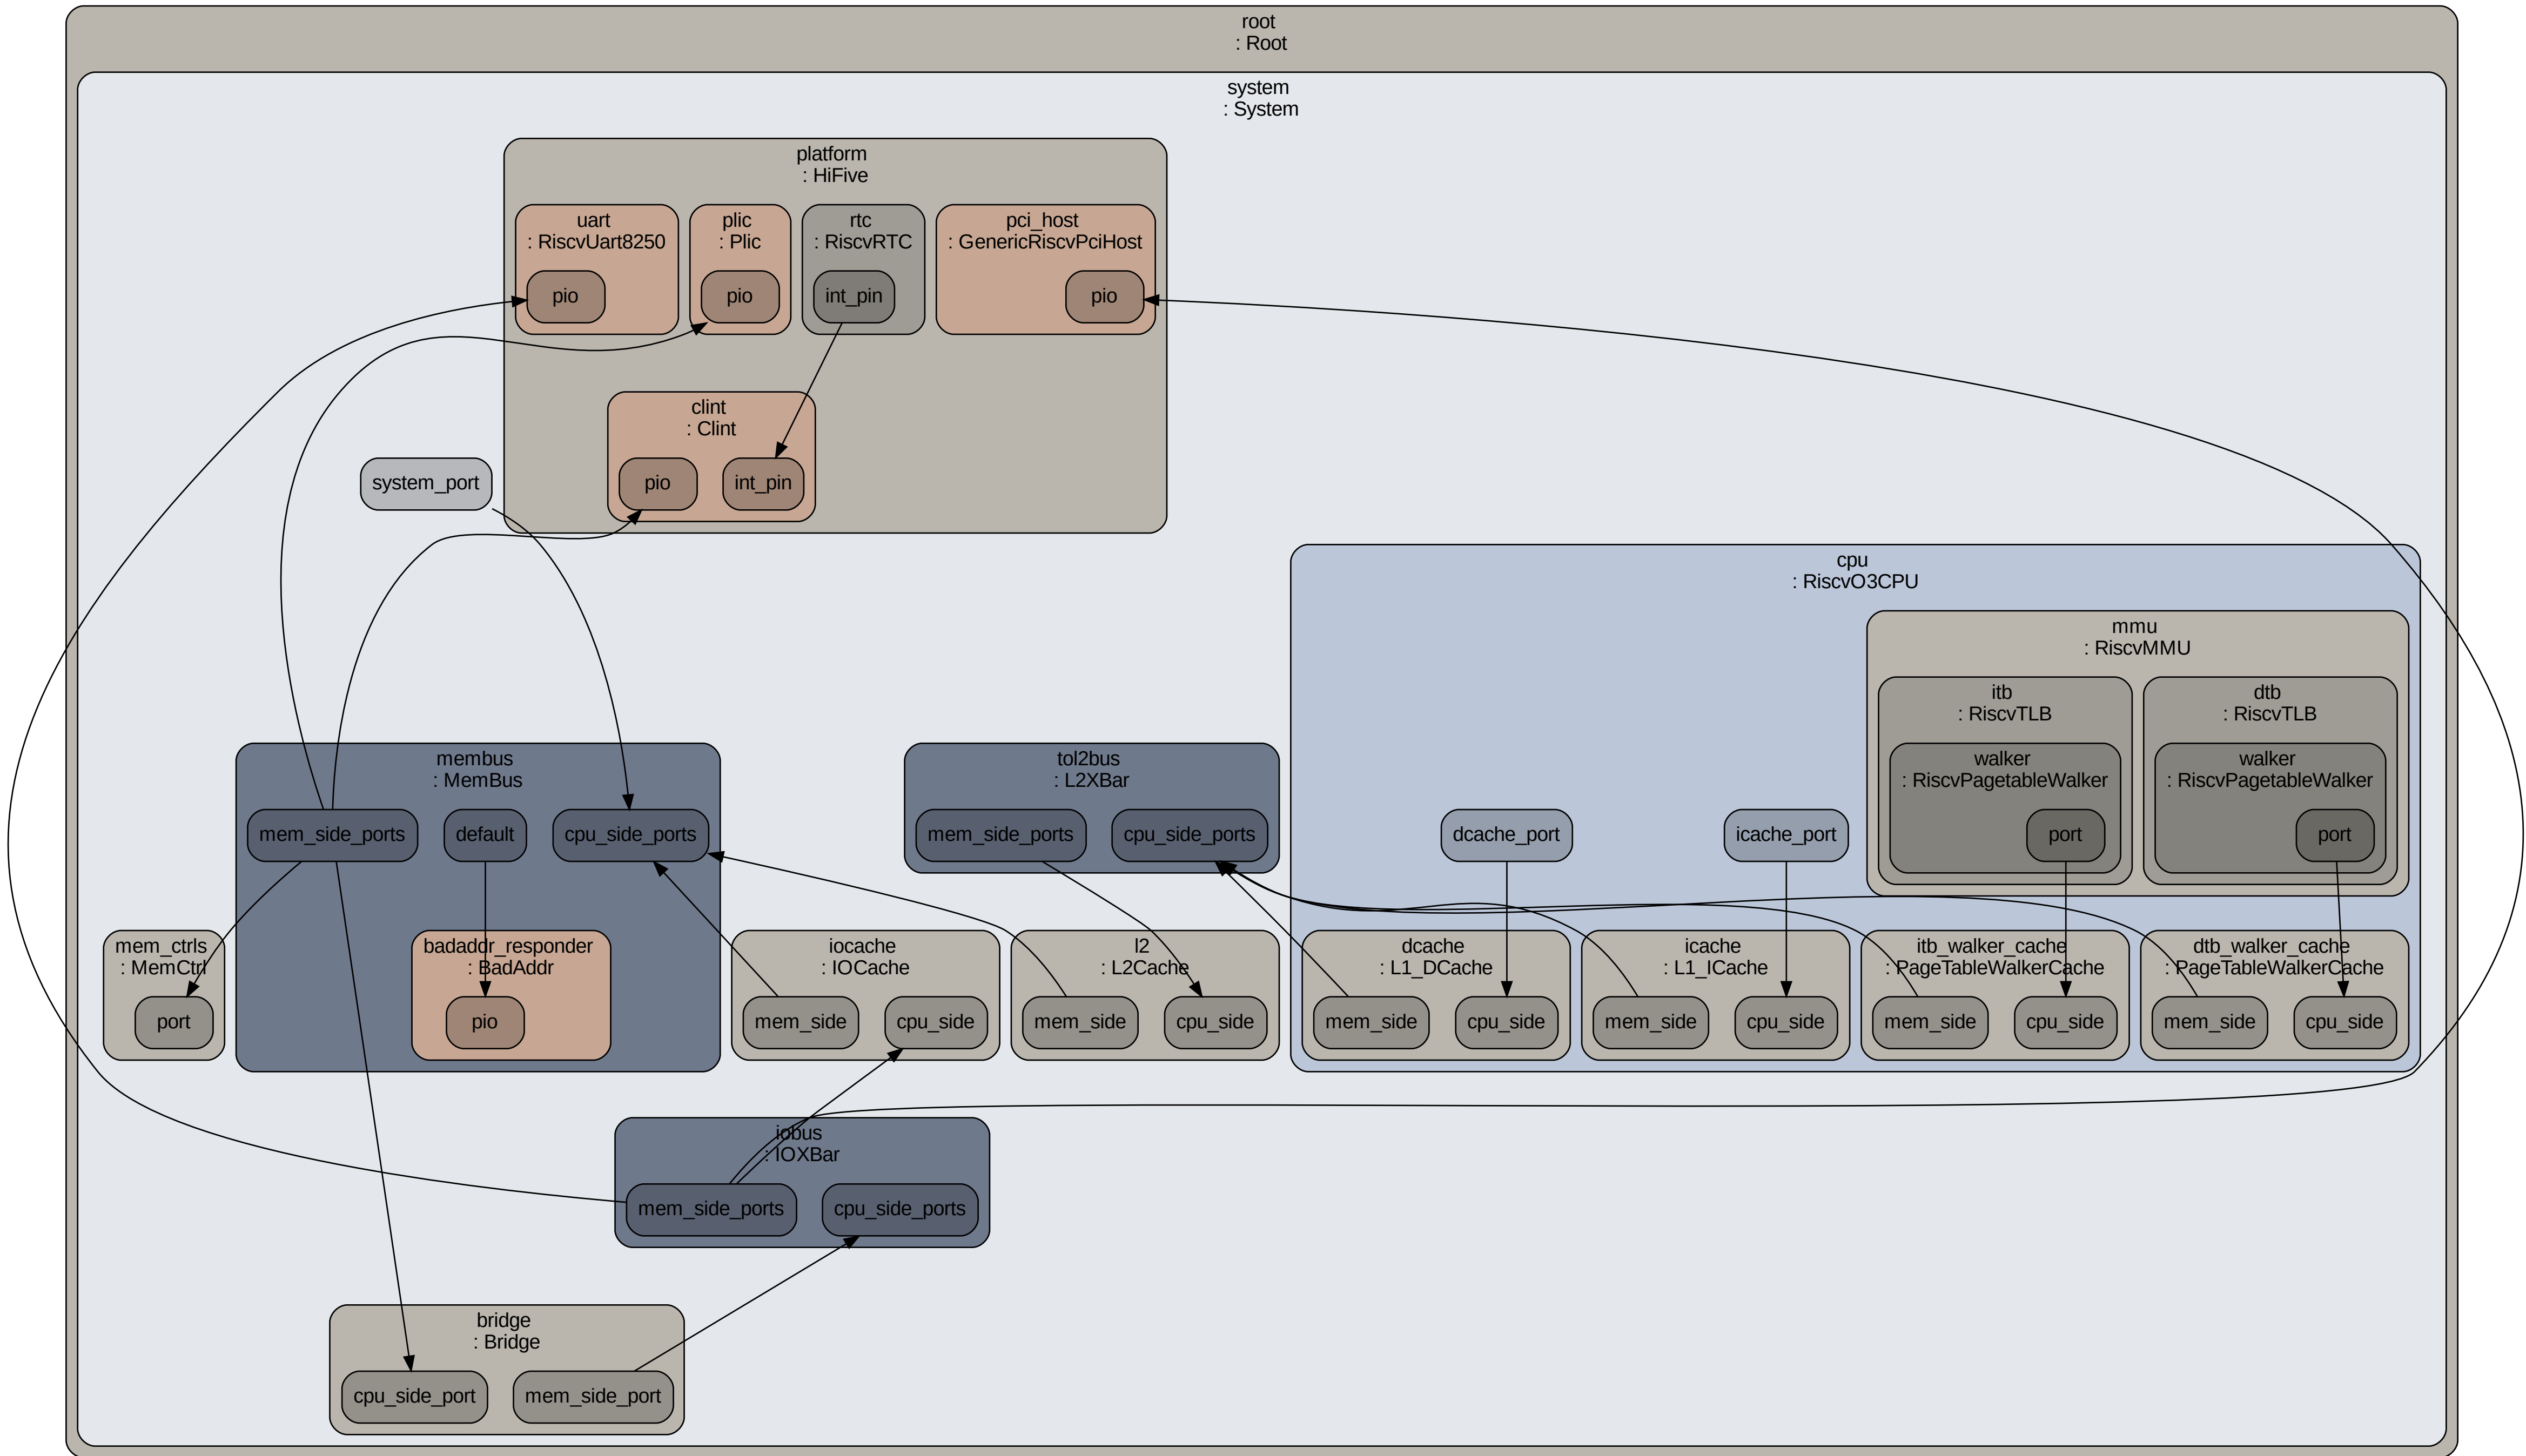 root
: Root
system
: System
platform
: HiFive
uart
: RiscvUart8250
pio
plic
: Plic
pio
rtc
: RiscvRTC
int_pin
pci_host
: GenericRiscvPciHost
pio
clint
: Clint
pio
int_pin
system_port
cpu
: RiscvO3CPU
mmu
: RiscvMMU
itb
: RiscvTLB
walker
: RiscvPagetableWalker
port
dtb
: RiscvTLB
walker
: RiscvPagetableWalker
port
membus
: MemBus
mem_side_ports
default
cpu_side_ports
tol2bus
: L2XBar
mem_side_ports
cpu_side_ports
dcache_port
icache_port
mem_ctrls
: MemCtrl
port
badaddr_responder
: BadAddr
pio
iocache
: IOCache
mem_side
cpu_side
l2
: L2Cache
mem_side
cpu_side
dcache
: L1_DCache
mem_side
cpu_side
icache
: L1_ICache
mem_side
cpu_side
itb_walker_cache
: PageTableWalkerCache
mem_side
cpu_side
dtb_walker_cache
: PageTableWalkerCache
mem_side
cpu_side
iobus
: IOXBar
mem_side_ports
cpu_side_ports
bridge
: Bridge
cpu_side_port
mem_side_port